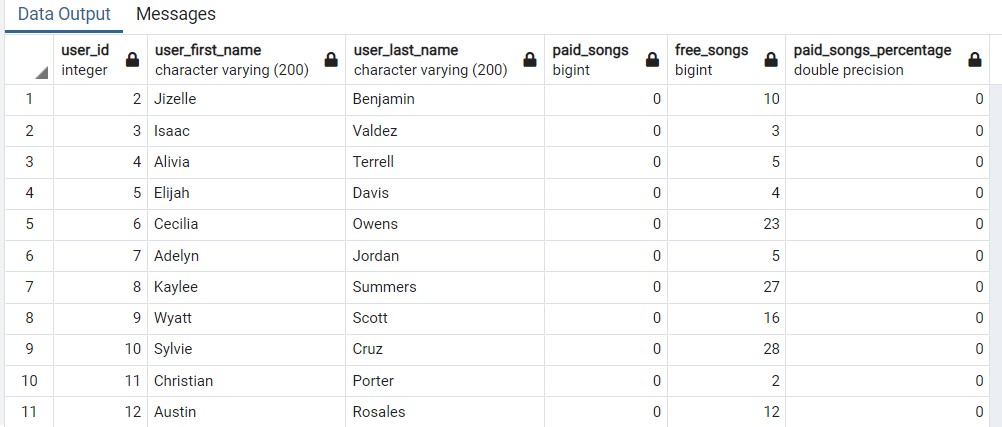 Data Output Messages
user_id user_first_name user_last_name paid_songs free_songs paid_songs_percentage
integer character varying (200) character varying (200) bigint bigint double precision
1 2 Jizelle Benjamin 0 10 0
2 3 Isaac Valdez 0 3 0
3 4 Alivia Terrell 0 5 0
4 5 Elijah Davis 0 4 0
5 6 Cecilia Owens 0 23 0
6 7 Adelyn Jordan 0 5 0
7 8 Kaylee Summers 0 27 0
8 9 Wyatt Scott 0 16 0
9 10 Sylvie Cruz 0 28 0
10 11 Christian Porter 0 2 0
11 12 Austin Rosales 0 12 0